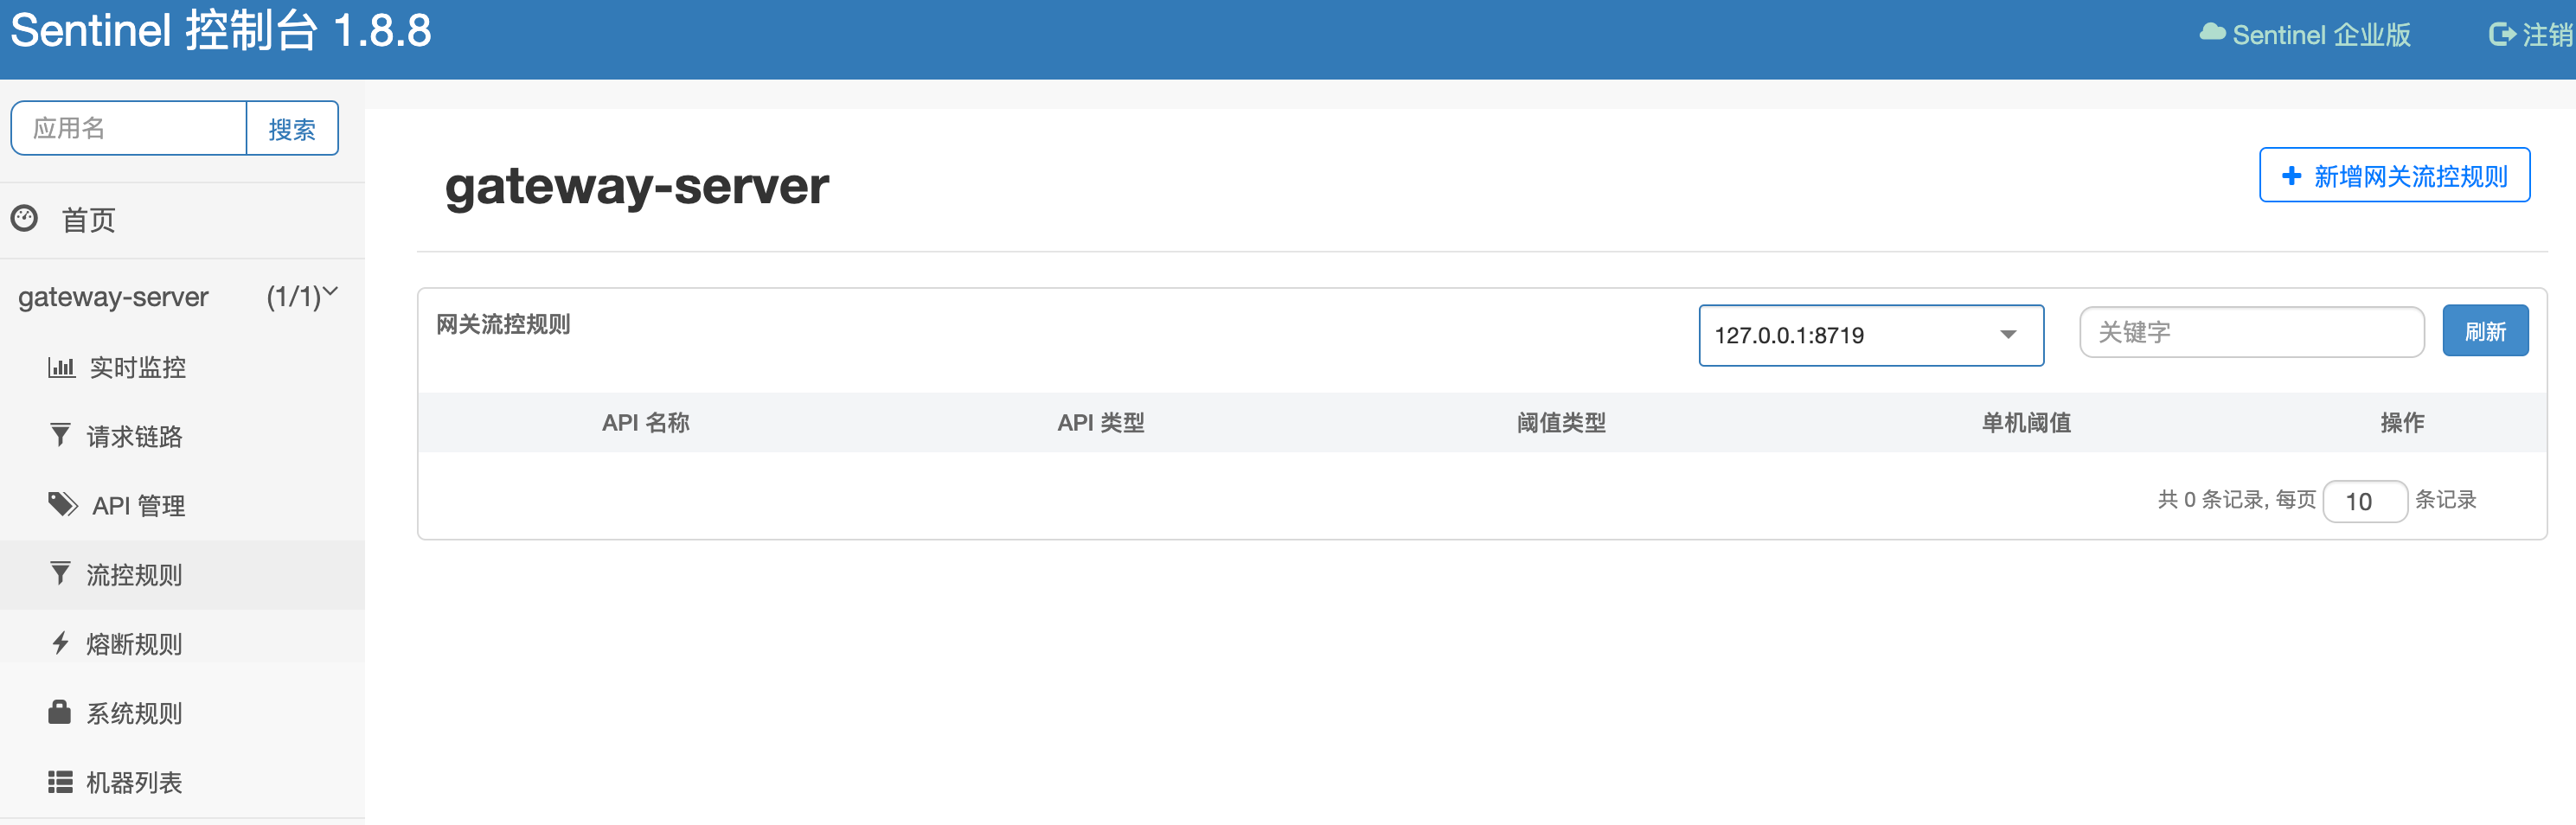 Sentinel 控制台 1.8.8
Sentinel 企业版
注销
应用名
搜索
首页
gateway-server (1/1)
实时监控
请求链路
API 管理
流控规则
熔断规则
系统规则
机器列表
gateway-server
新增网关流控规则
网关流控规则
127.0.0.1:8719
关键字
刷新
API 名称 API 类型 阈值类型 单机阈值 操作
共 0 条记录, 每页 10 条记录